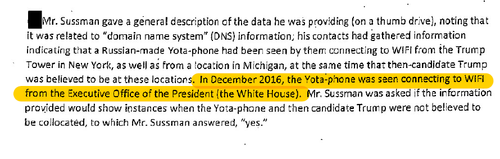 Mr. Sussman gave a general description of the data he was providing (on a thumb drive), noting that
it was related to "domain name system" (DNS) information; his contacts had gathered information
indicating that a Russian-made Yota-phone had been seen by them connecting to WIFI from the Trump
Tower in New York, as well as from a location in Michigan, at the same time that then-candidate Trump
was believed to be at these locations. In December 2016, the Yota-phone was seen connecting to WIFI
from the Executive Office of the President (the White House). Mr. Sussman was asked if the information
provided would show instances when the Yota-phone and then candidate Trump were not believed to be
collocated, to which Mr. Sussman answered, "yes."